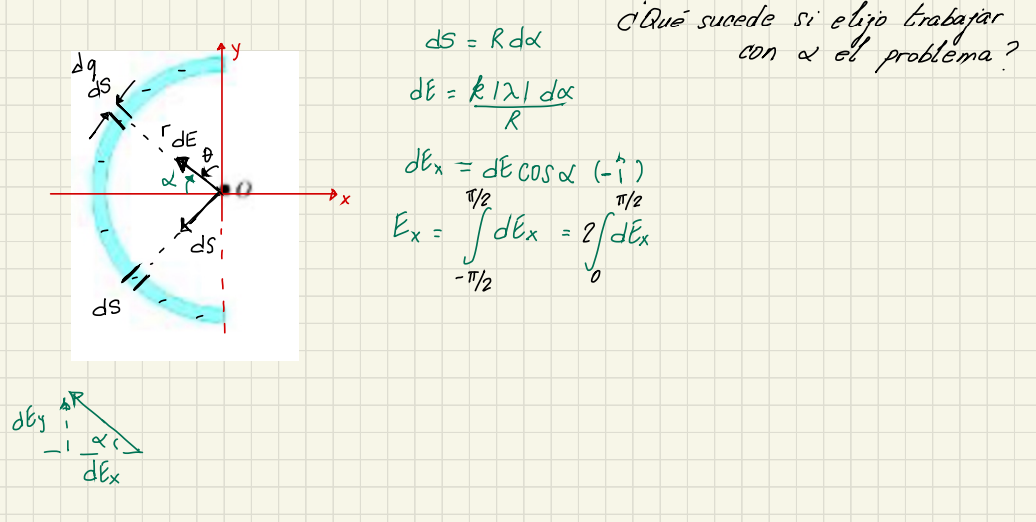 ¿Qué sucede si elijo trabajar
con α el problema?
dS = R dα
dE = k |λ| dα
R
dEx = dE cos α (-î)
π/2 π/2
Ex = ∫ dEx = 2 ∫ dEx
-π/2 0
y
dq
dS
r
dE
θ
α
O
x
dS
dS
dEy
α
dEx